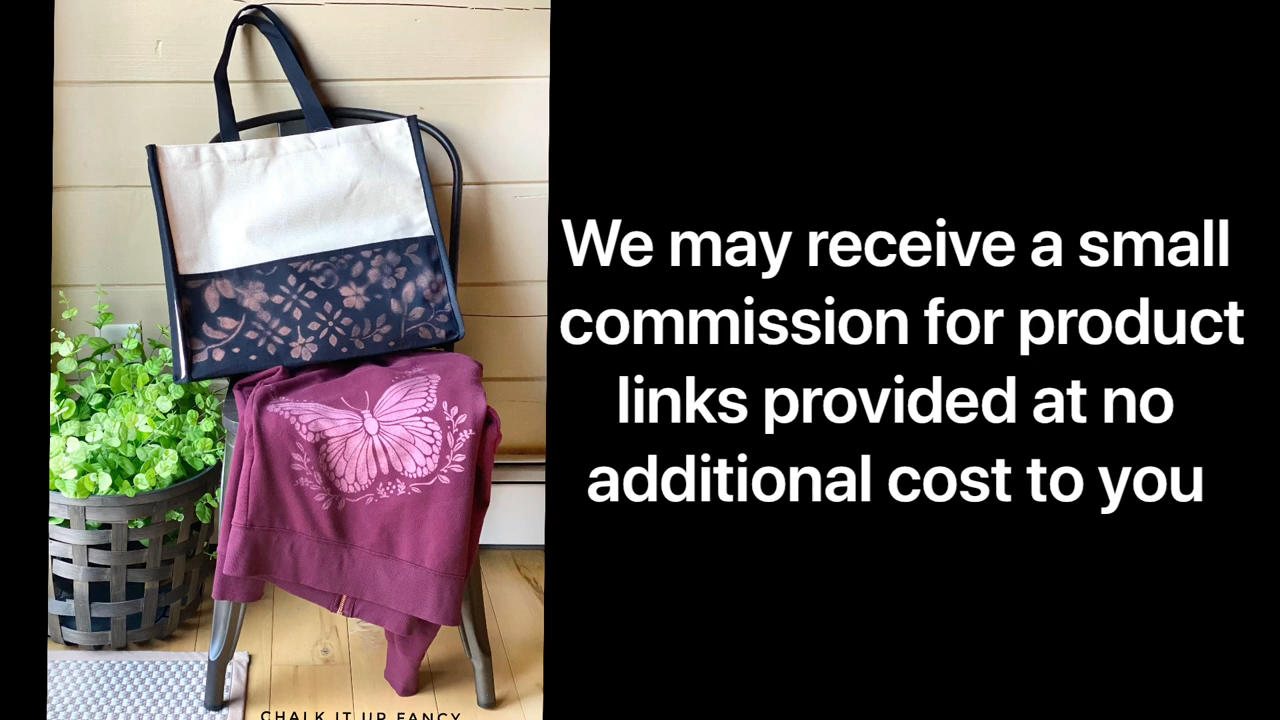 We may receive a small
commission for product
links provided at no
additional cost to you
CHALK IT UP FANCY